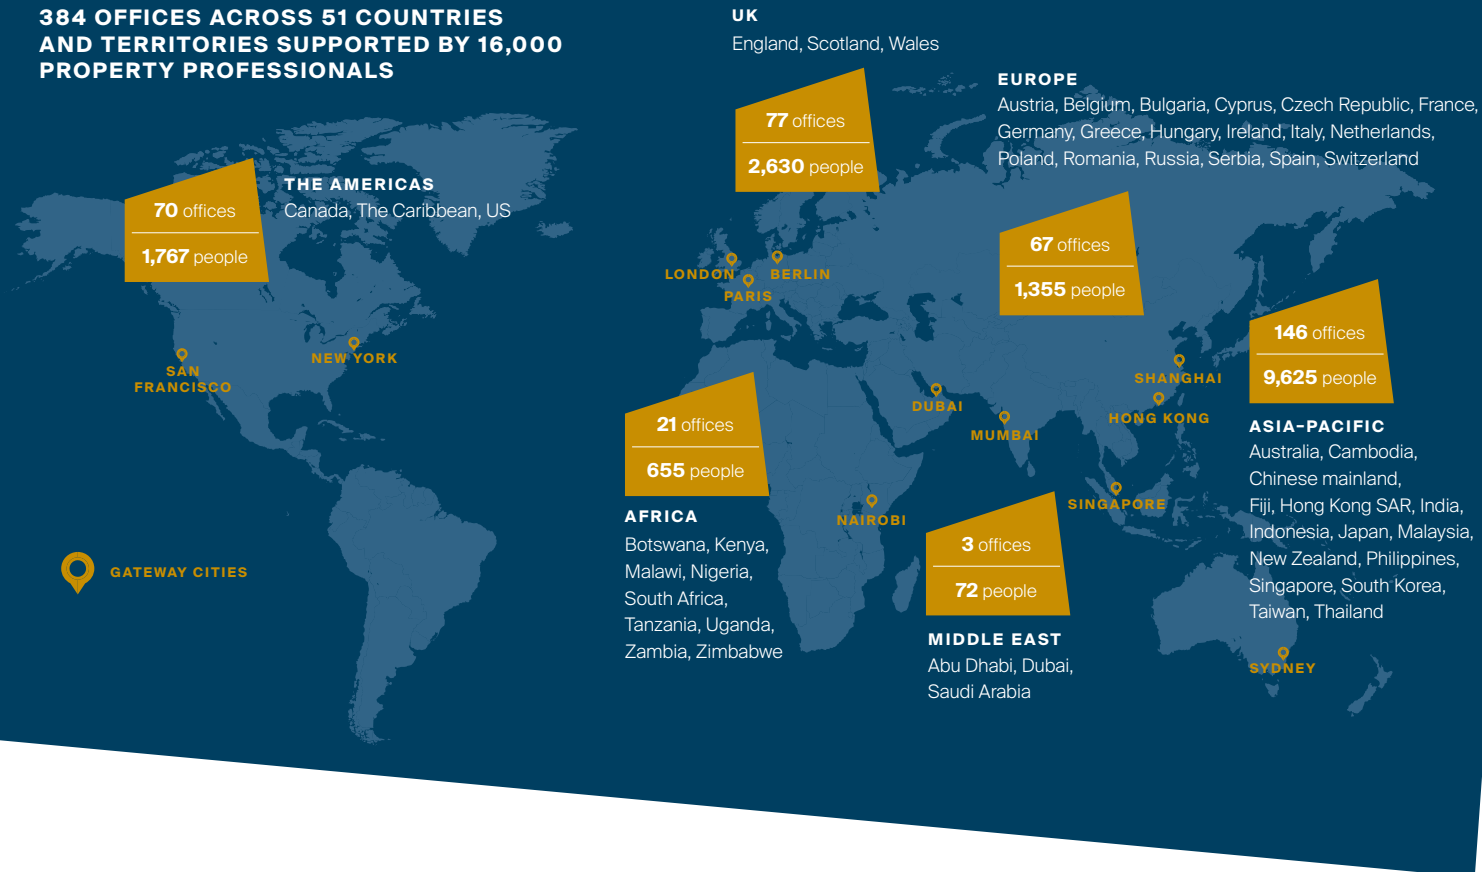 384 OFFICES ACROSS 51 COUNTRIES
AND TERRITORIES SUPPORTED BY 16,000
PROPERTY PROFESSIONALS
UK
England, Scotland, Wales
77 offices
2,630 people
EUROPE
Austria, Belgium, Bulgaria, Cyprus, Czech Republic, France,
Germany, Greece, Hungary, Ireland, Italy, Netherlands,
Poland, Romania, Russia, Serbia, Spain, Switzerland
67 offices
1,355 people
THE AMERICAS
Canada, The Caribbean, US
70 offices
1,767 people
LONDON
BERLIN
PARIS
SAN
FRANCISCO
NEW YORK
146 offices
9,625 people
ASIA-PACIFIC
Australia, Cambodia,
Chinese mainland,
Fiji, Hong Kong SAR, India,
Indonesia, Japan, Malaysia,
New Zealand, Philippines,
Singapore, South Korea,
Taiwan, Thailand
SHANGHAI
HONG KONG
DUBAI
MUMBAI
SINGAPORE
NAIROBI
SYDNEY
21 offices
655 people
AFRICA
Botswana, Kenya,
Malawi, Nigeria,
South Africa,
Tanzania, Uganda,
Zambia, Zimbabwe
3 offices
72 people
MIDDLE EAST
Abu Dhabi, Dubai,
Saudi Arabia
GATEWAY CITIES